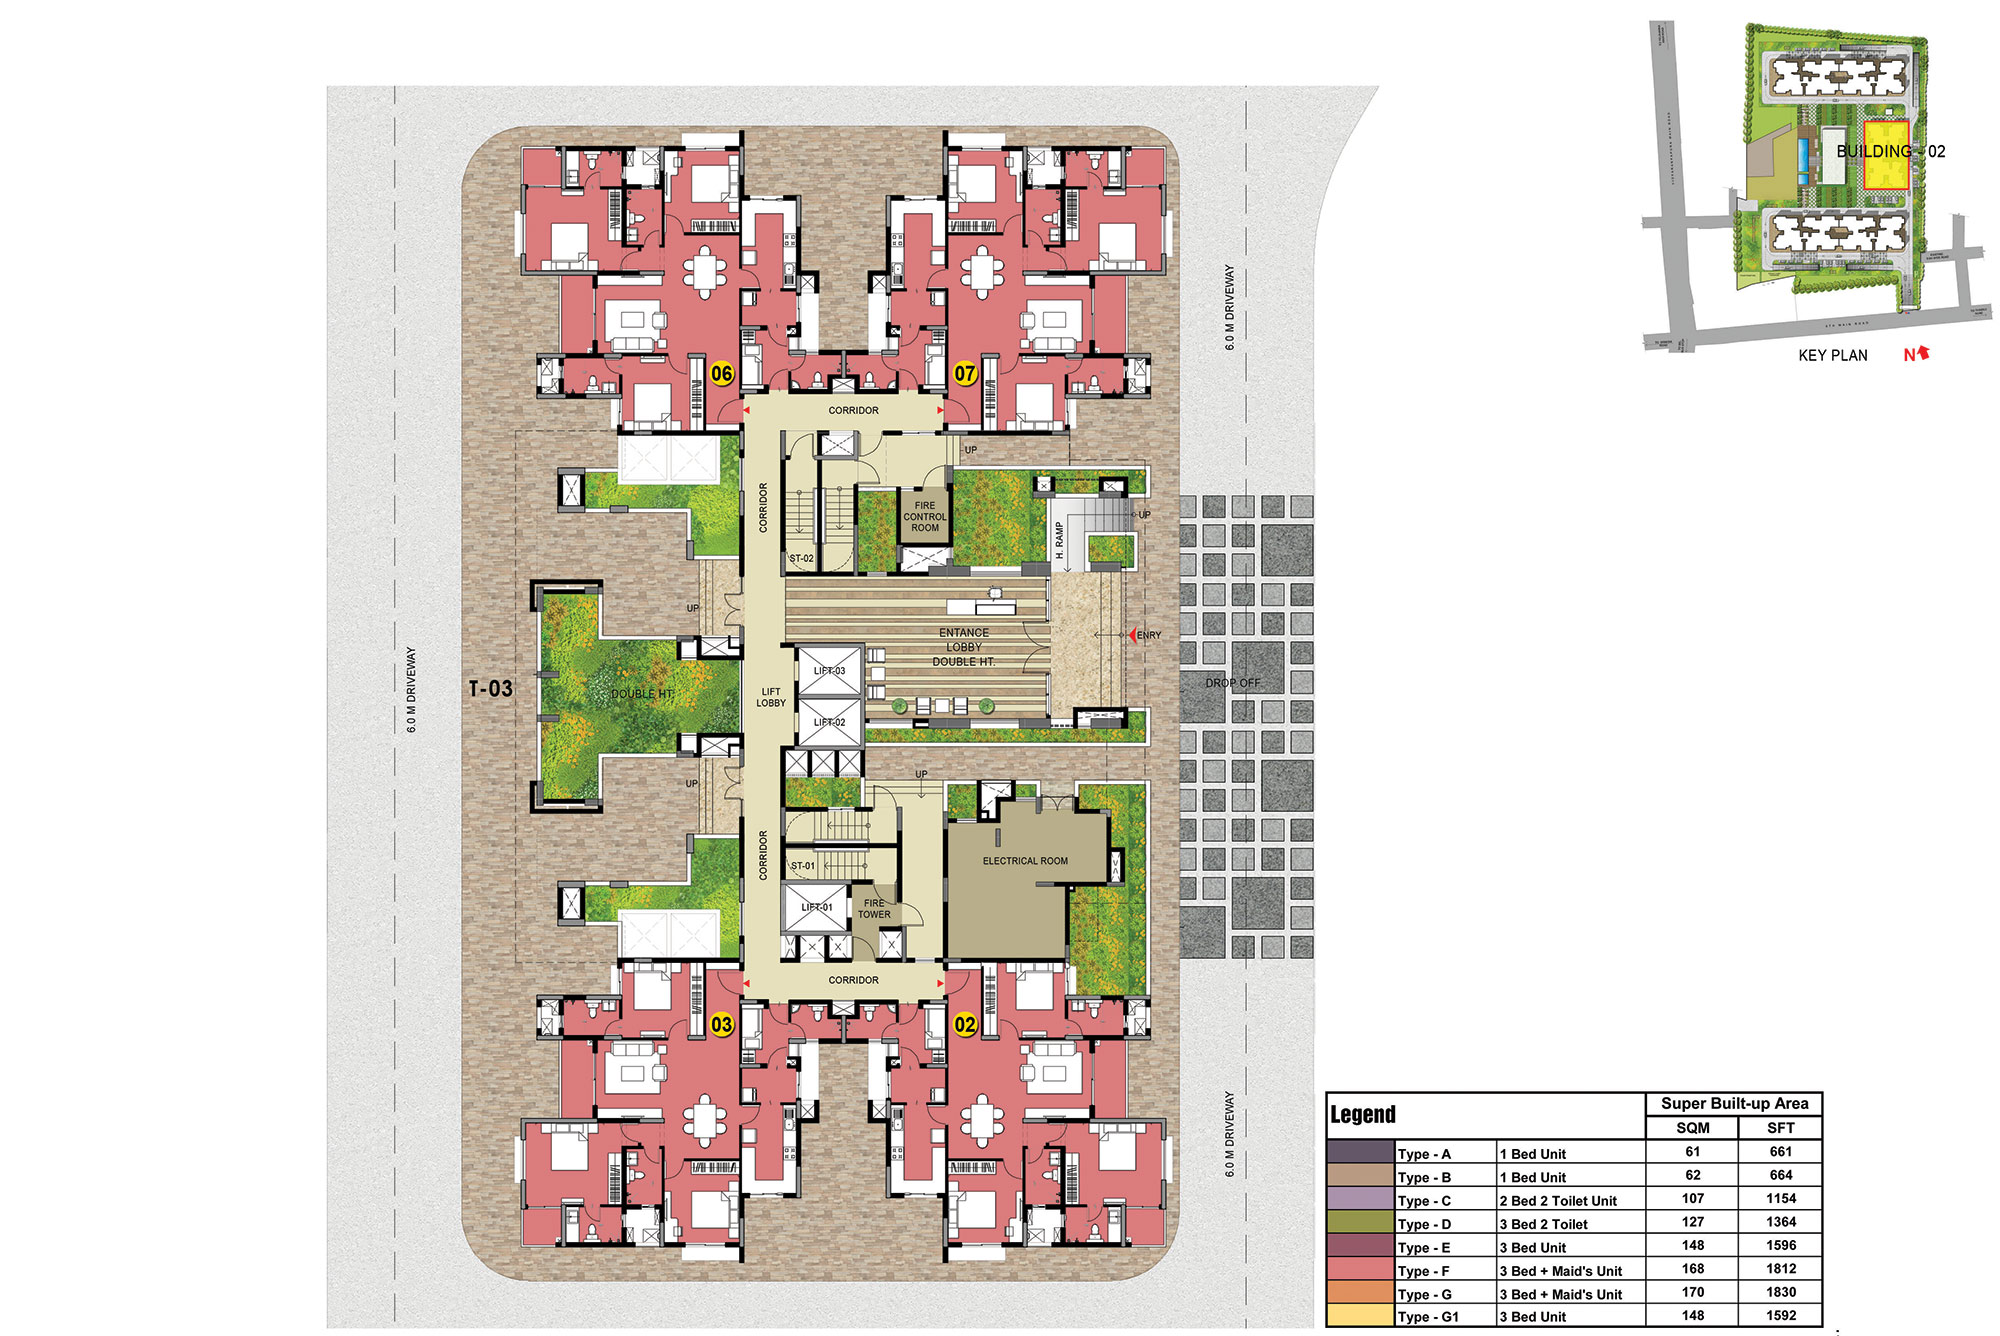 BUILDING - 02
KEY PLAN
N
6TH MAIN ROAD
6.0 M DRIVEWAY
06
07
CORRIDOR
UP
CORRIDOR
FIRE
CONTROL
ROOM
ST-02
H. RAMP
UP
UP
ENTANCE
LOBBY
DOUBLE HT.
ENRY
6.0 M DRIVEWAY
T-03
DOUBLE HT.
LIFT
LOBBY
LIFT-03
LIFT-02
DROP OFF
UP
UP
CORRIDOR
ST-01
ELECTRICAL ROOM
LIFT-01
FIRE
TOWER
CORRIDOR
03
02
6.0 M DRIVEWAY
Legend
Super Built-up Area
SQM SFT
Type - A 1 Bed Unit 61 661
Type - B 1 Bed Unit 62 664
Type - C 2 Bed 2 Toilet Unit 107 1154
Type - D 3 Bed 2 Toilet 127 1364
Type - E 3 Bed Unit 148 1596
Type - F 3 Bed + Maid's Unit 168 1812
Type - G 3 Bed + Maid's Unit 170 1830
Type - G1 3 Bed Unit 148 1592